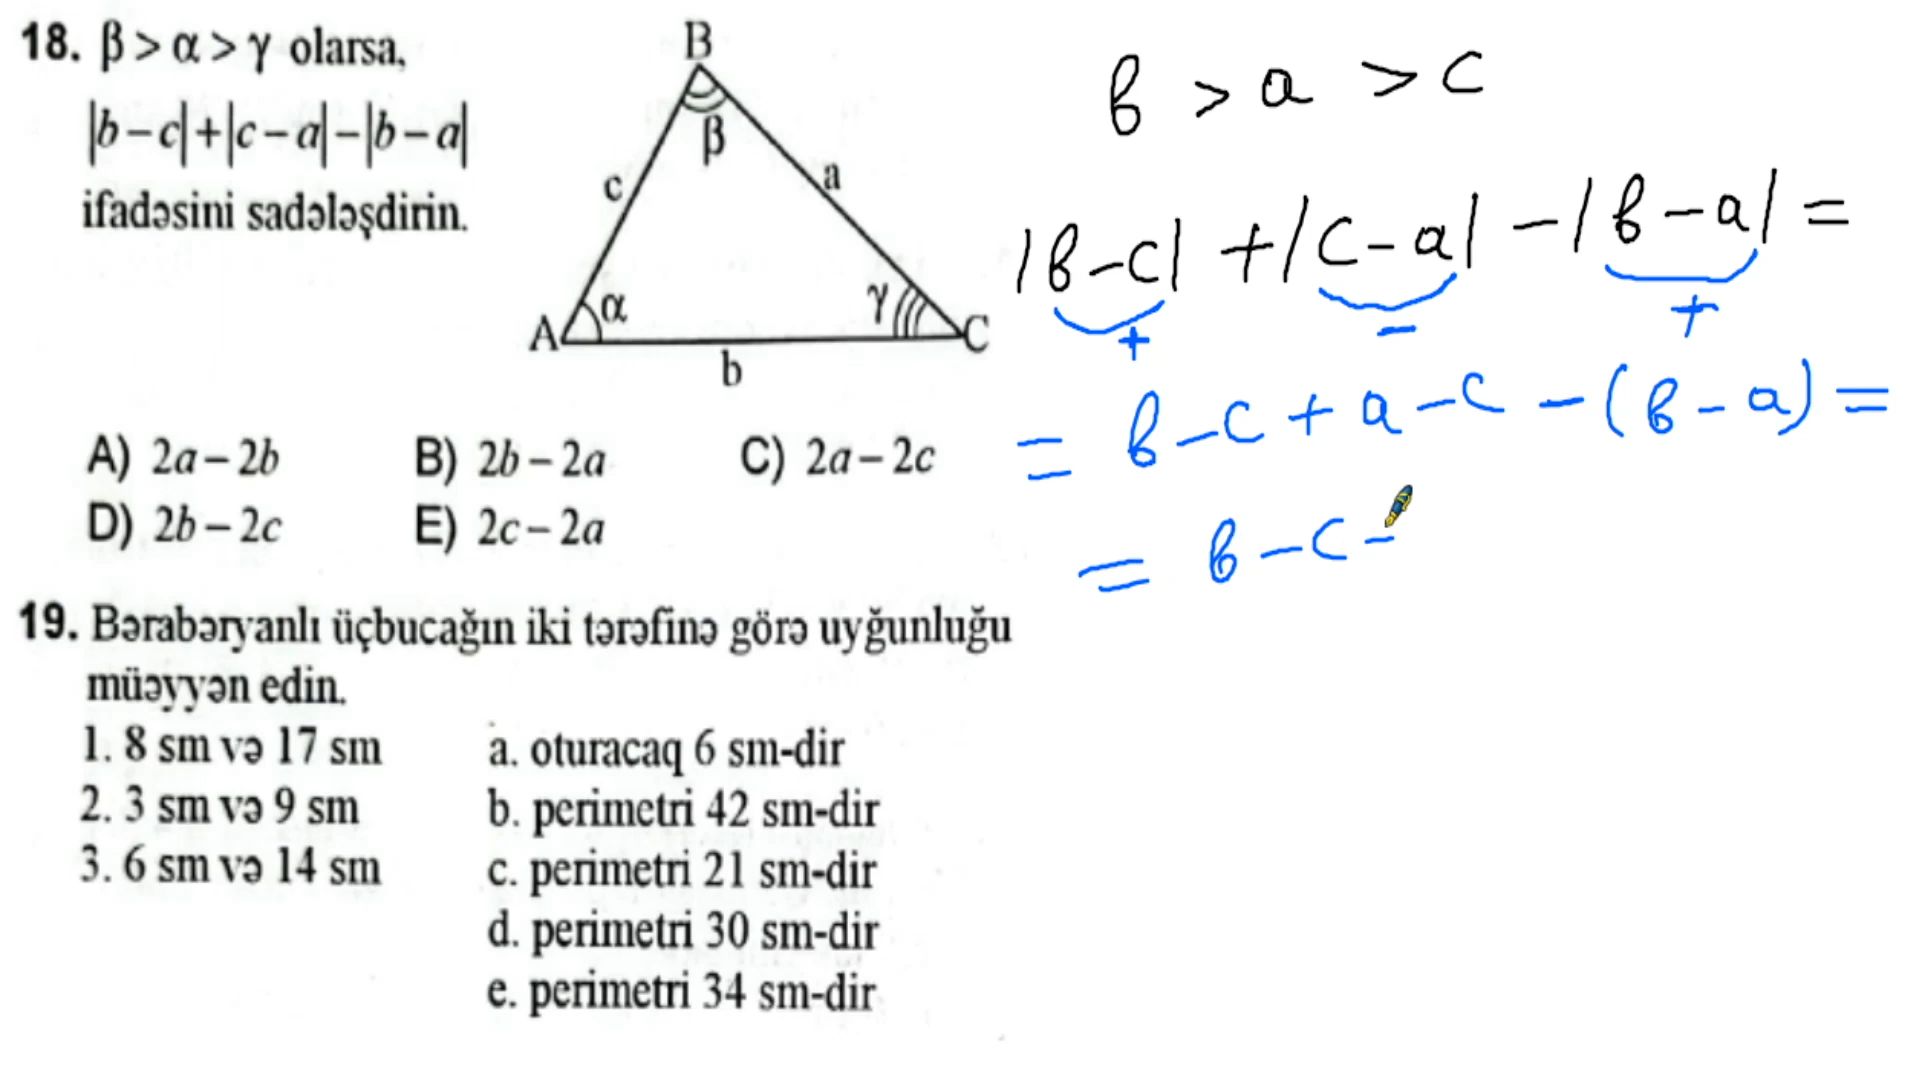 18. β > α > γ olarsa,
|b – c| + |c – a| – |b – a|
ifadəsini sadələşdirin.
B
β
c
a
A
α
γ
C
b
A) 2a – 2b B) 2b – 2a C) 2a – 2c
D) 2b – 2c E) 2c – 2a
19. Bərabəryanlı üçbucağın iki tərəfinə görə uyğunluğu
müəyyən edin.
1. 8 sm və 17 sm a. oturacaq 6 sm-dir
2. 3 sm və 9 sm b. perimetri 42 sm-dir
3. 6 sm və 14 sm c. perimetri 21 sm-dir
d. perimetri 30 sm-dir
e. perimetri 34 sm-dir
b > a > c
|b – c| + |c – a| – |b – a| =
+ – +
= b – c + a – c – (b – a) =
= b – c –